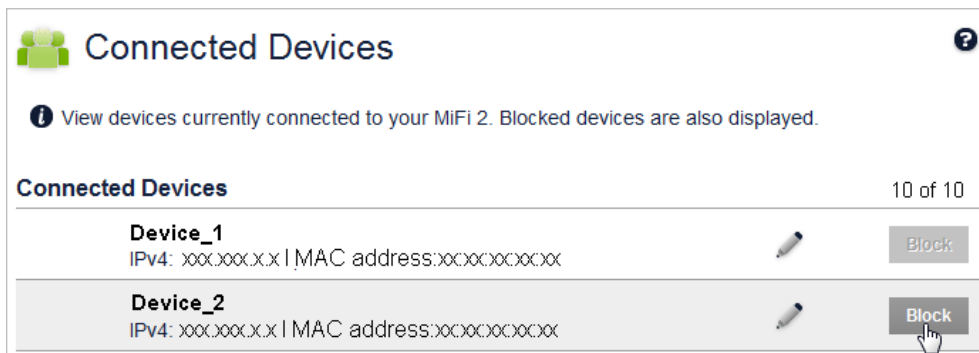 Connected Devices
?
i View devices currently connected to your MiFi 2. Blocked devices are also displayed.
Connected Devices 10 of 10
Device_1
IPv4: xxx.xxx.x.x | MAC address:xx:xx:xx:xx:xx Block
Device_2
IPv4: xxx.xxx.x.x | MAC address:xx:xx:xx:xx:xx Block